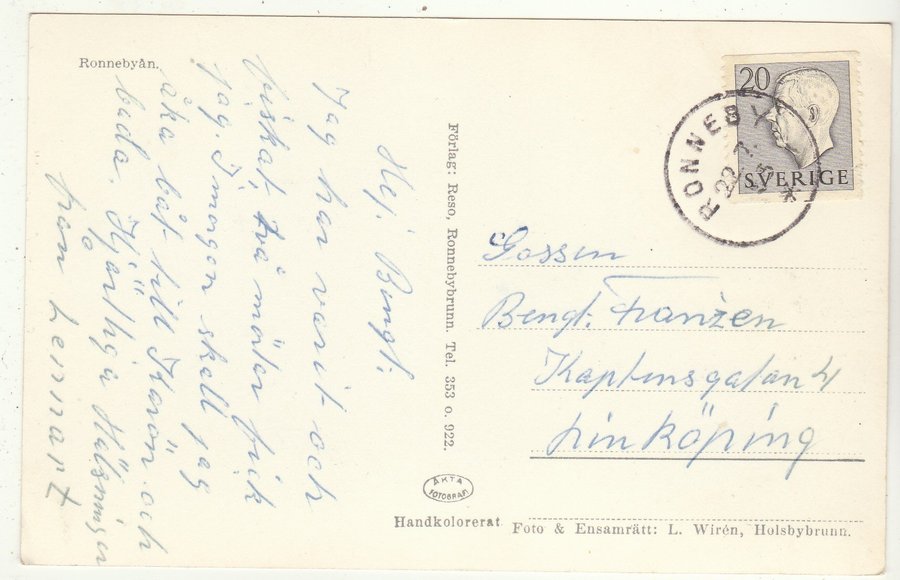 Ronnebyån.
Hej Bengt.
Jag har varit och
fiskat, två mörtar fick
jag. I morgon skall jag
åka båt till Karön och
bada. Hjärtliga Hälsningar
från Lennart
Förlag: Reso, Ronnebybrunn. Tel. 353 o. 922.
20
SVERIGE
RONNEBY
Gossen
Bengt. Franzen
Kaptensgatan 4
Linköping
ÄKTA
FOTOGRAFI
Handkolorerat
Foto & Ensamrätt: L. Wirén, Holsbybrunn.